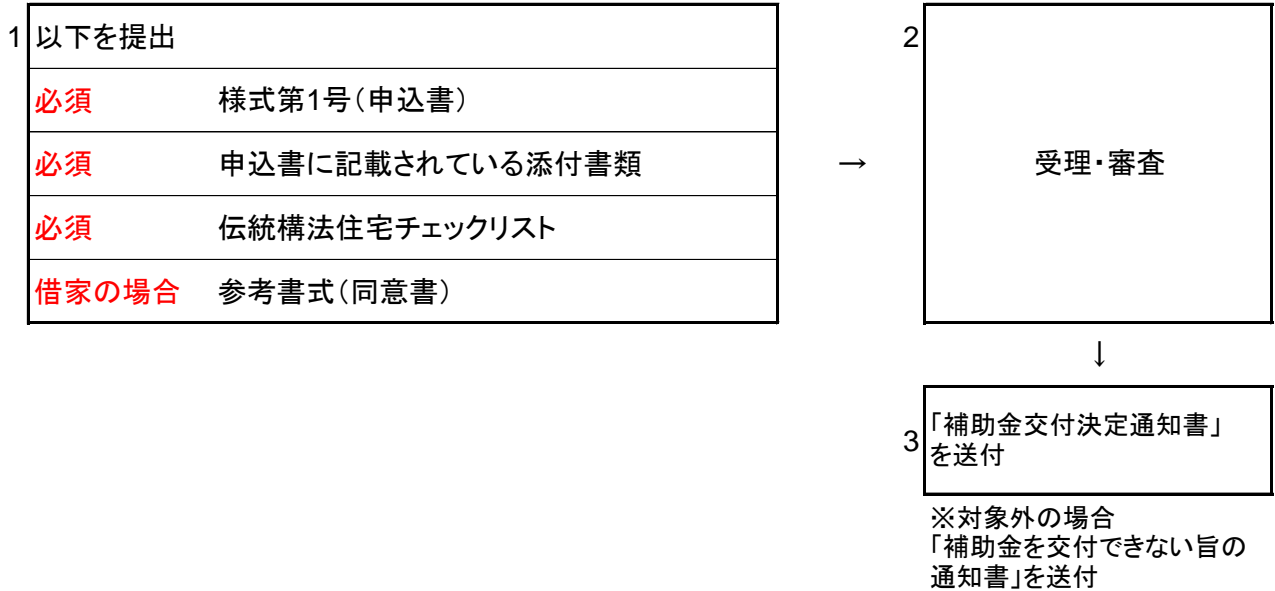 1 以下を提出
必須 様式第1号(申込書)
必須 申込書に記載されている添付書類
必須 伝統構法住宅チェックリスト
借家の場合 参考書式(同意書)
→
2 受理・審査
↓
3 「補助金交付決定通知書」
を送付
※対象外の場合
「補助金を交付できない旨の
通知書」を送付